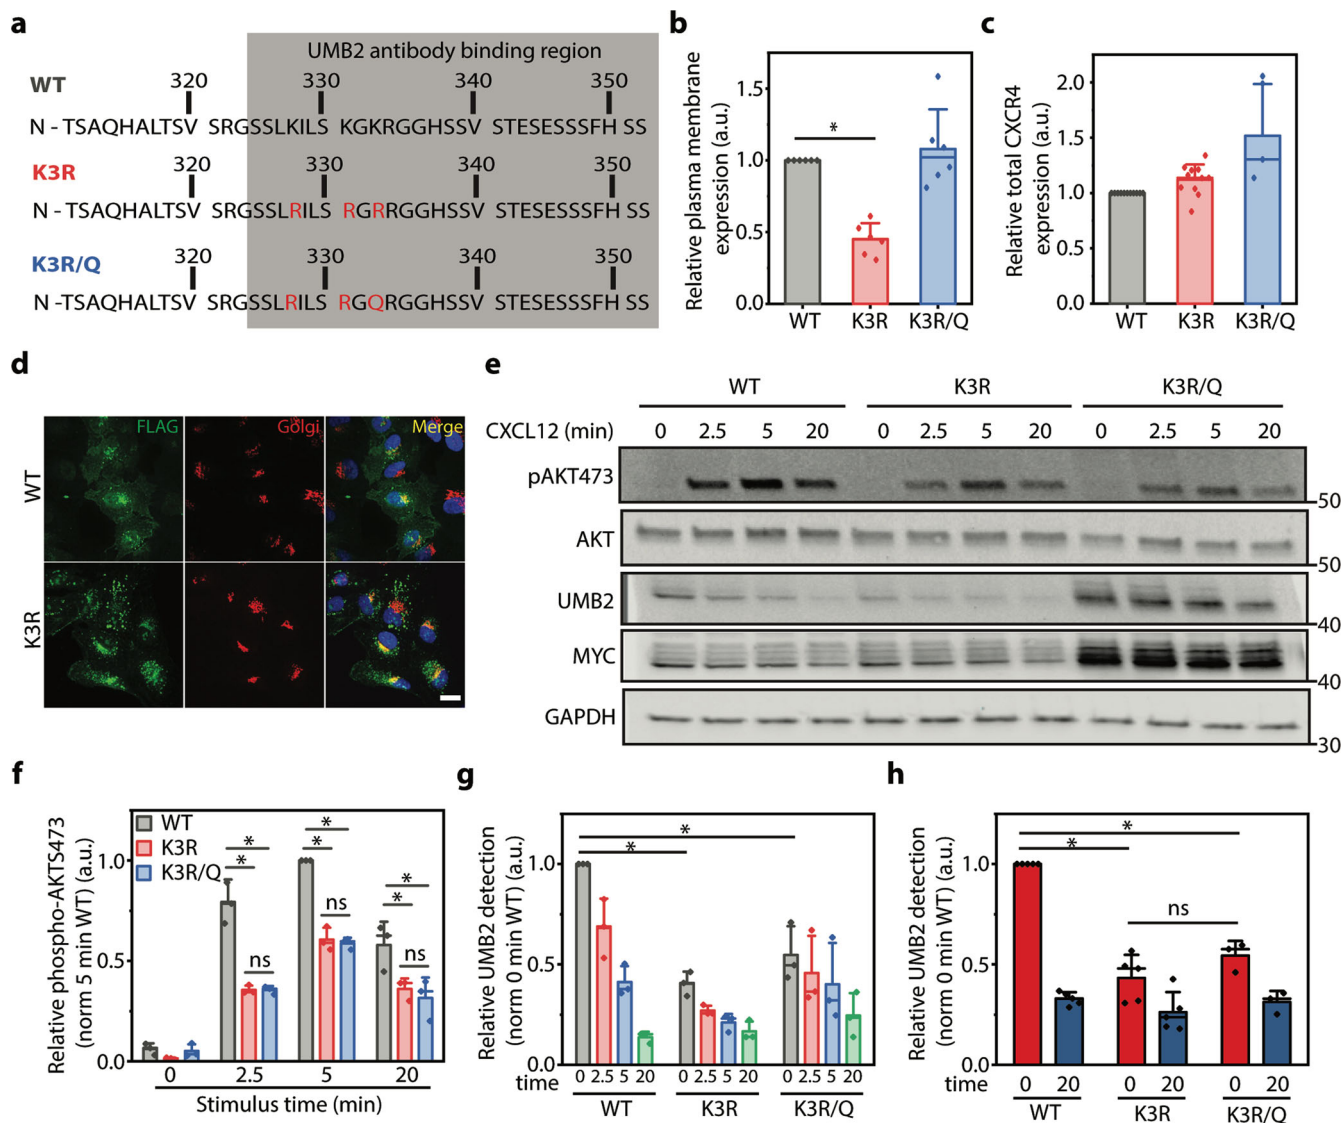 a
UMB2 antibody binding region
WT
320 330 340 350
N - TSAQHALTSV SRGSSLKILS KGKRGGHSSV STESESSSFH SS
K3R
320 330 340 350
N - TSAQHALTSV SRGSSLRILS RGRRGGHSSV STESESSSFH SS
K3R/Q
320 330 340 350
N -TSAQHALTSV SRGSSLRILS RGQRGGHSSV STESESSSFH SS
b
Relative plasma membrane
expression (a.u.)
1.5
1.0
0.5
0.0
*
WT K3R K3R/Q
c
Relative total CXCR4
expression (a.u.)
2.0
1.5
1.0
0.5
0.0
WT K3R K3R/Q
d
FLAG Golgi Merge
WT
K3R
e
WT K3R K3R/Q
CXCL12 (min) 0 2.5 5 20 0 2.5 5 20 0 2.5 5 20
pAKT473
50
AKT
50
UMB2
40
MYC
40
GAPDH
30
f
Relative phospho-AKTS473
(norm 5 min WT) (a.u.)
WT
K3R
K3R/Q
1.0
0.5
0.0
* * ns
* * ns
* * ns
0 2.5 5 20
Stimulus time (min)
g
Relative UMB2 detection
(norm 0 min WT) (a.u.)
1.0
0.5
0.0
*
*
time 0 2.5 5 20 0 2.5 5 20 0 2.5 5 20
WT K3R K3R/Q
h
Relative UMB2 detection
(norm 0 min WT) (a.u.)
1.0
0.5
0.0
*
*
ns
time 0 20 0 20 0 20
WT K3R K3R/Q